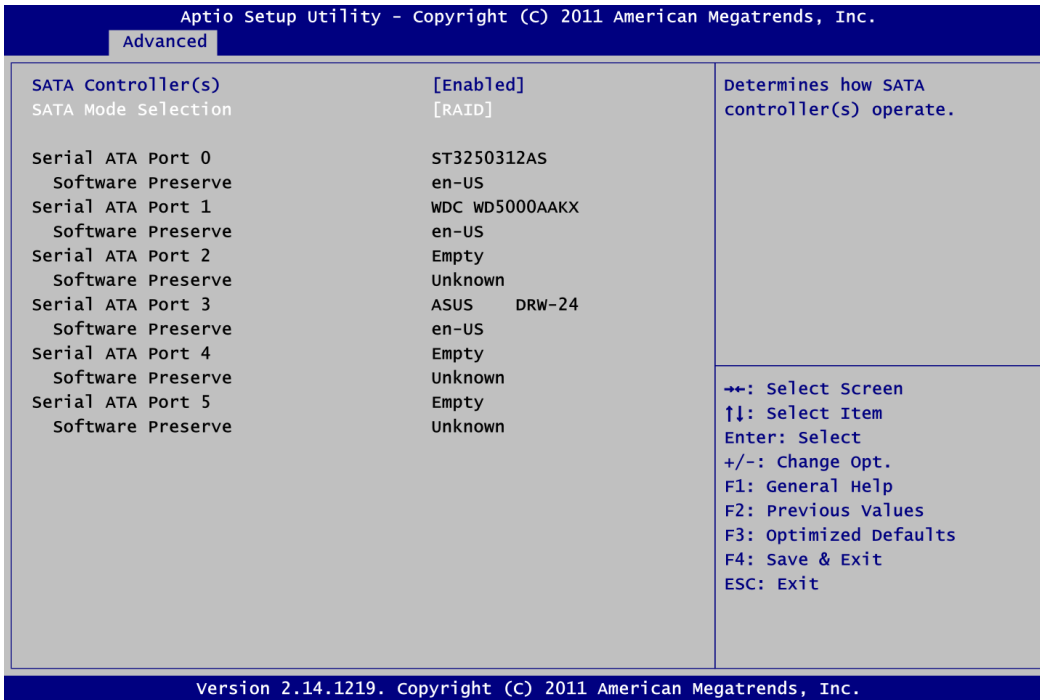 Aptio Setup Utility - Copyright (C) 2011 American Megatrends, Inc.
Advanced
SATA Controller(s) [Enabled]
SATA Mode Selection [RAID]
Serial ATA Port 0 ST3250312AS
Software Preserve en-US
Serial ATA Port 1 WDC WD5000AAKX
Software Preserve en-US
Serial ATA Port 2 Empty
Software Preserve Unknown
Serial ATA Port 3 ASUS DRW-24
Software Preserve en-US
Serial ATA Port 4 Empty
Software Preserve Unknown
Serial ATA Port 5 Empty
Software Preserve Unknown
Determines how SATA
controller(s) operate.
→←: Select Screen
↑↓: Select Item
Enter: Select
+/-: Change Opt.
F1: General Help
F2: Previous Values
F3: Optimized Defaults
F4: Save & Exit
ESC: Exit
Version 2.14.1219. Copyright (C) 2011 American Megatrends, Inc.